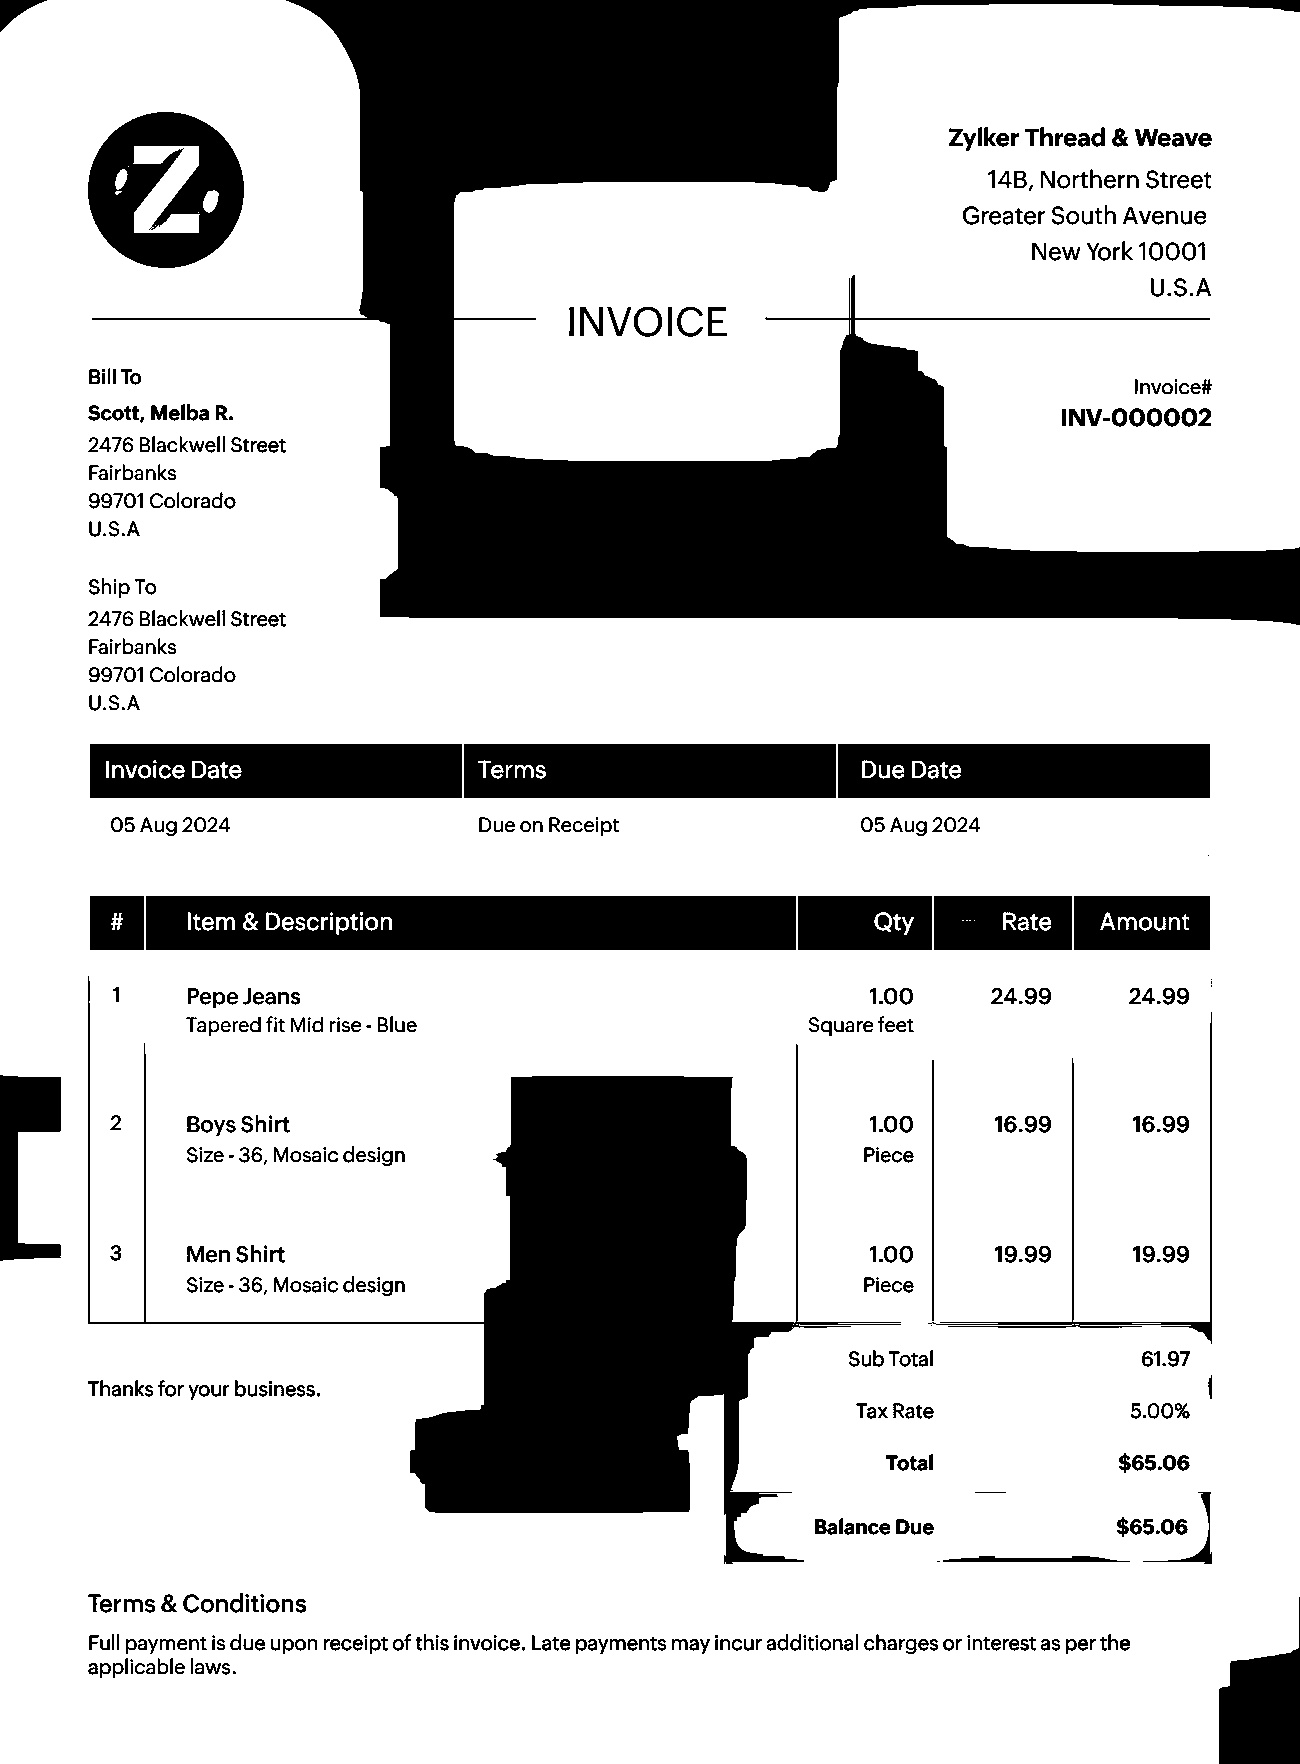 Z
Zylker Thread & Weave
14B, Northern Street
Greater South Avenue
New York 10001
U.S.A
INVOICE
Bill To
Scott, Melba R.
2476 Blackwell Street
Fairbanks
99701 Colorado
U.S.A
Invoice#
INV-000002
Ship To
2476 Blackwell Street
Fairbanks
99701 Colorado
U.S.A
Invoice Date Terms Due Date
05 Aug 2024 Due on Receipt 05 Aug 2024
# Item & Description Qty Rate Amount
1 Pepe Jeans 1.00 24.99 24.99
Tapered fit Mid rise - Blue Square feet
2 Boys Shirt 1.00 16.99 16.99
Size - 36, Mosaic design Piece
3 Men Shirt 1.00 19.99 19.99
Size - 36, Mosaic design Piece
Sub Total 61.97
Thanks for your business.
Tax Rate 5.00%
Total $65.06
Balance Due $65.06
Terms & Conditions
Full payment is due upon receipt of this invoice. Late payments may incur additional charges or interest as per the
applicable laws.